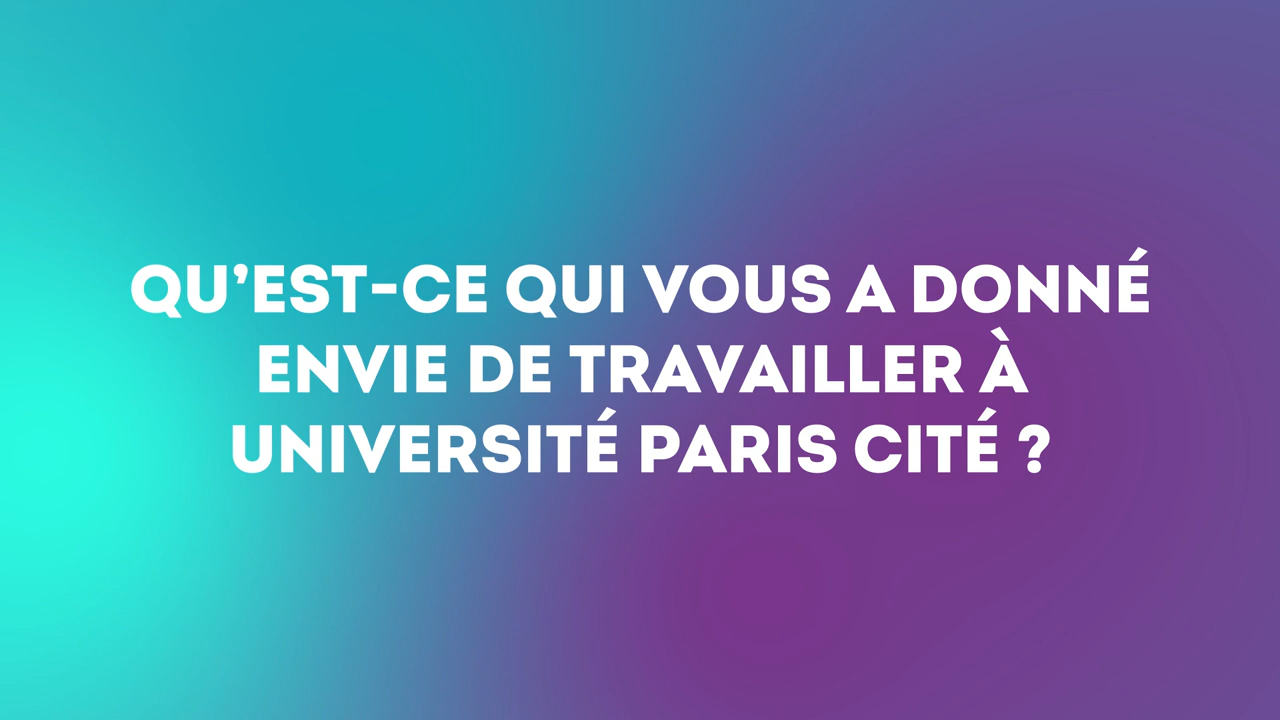 QU’EST-CE QUI VOUS A DONNÉ
ENVIE DE TRAVAILLER À
UNIVERSITÉ PARIS CITÉ ?